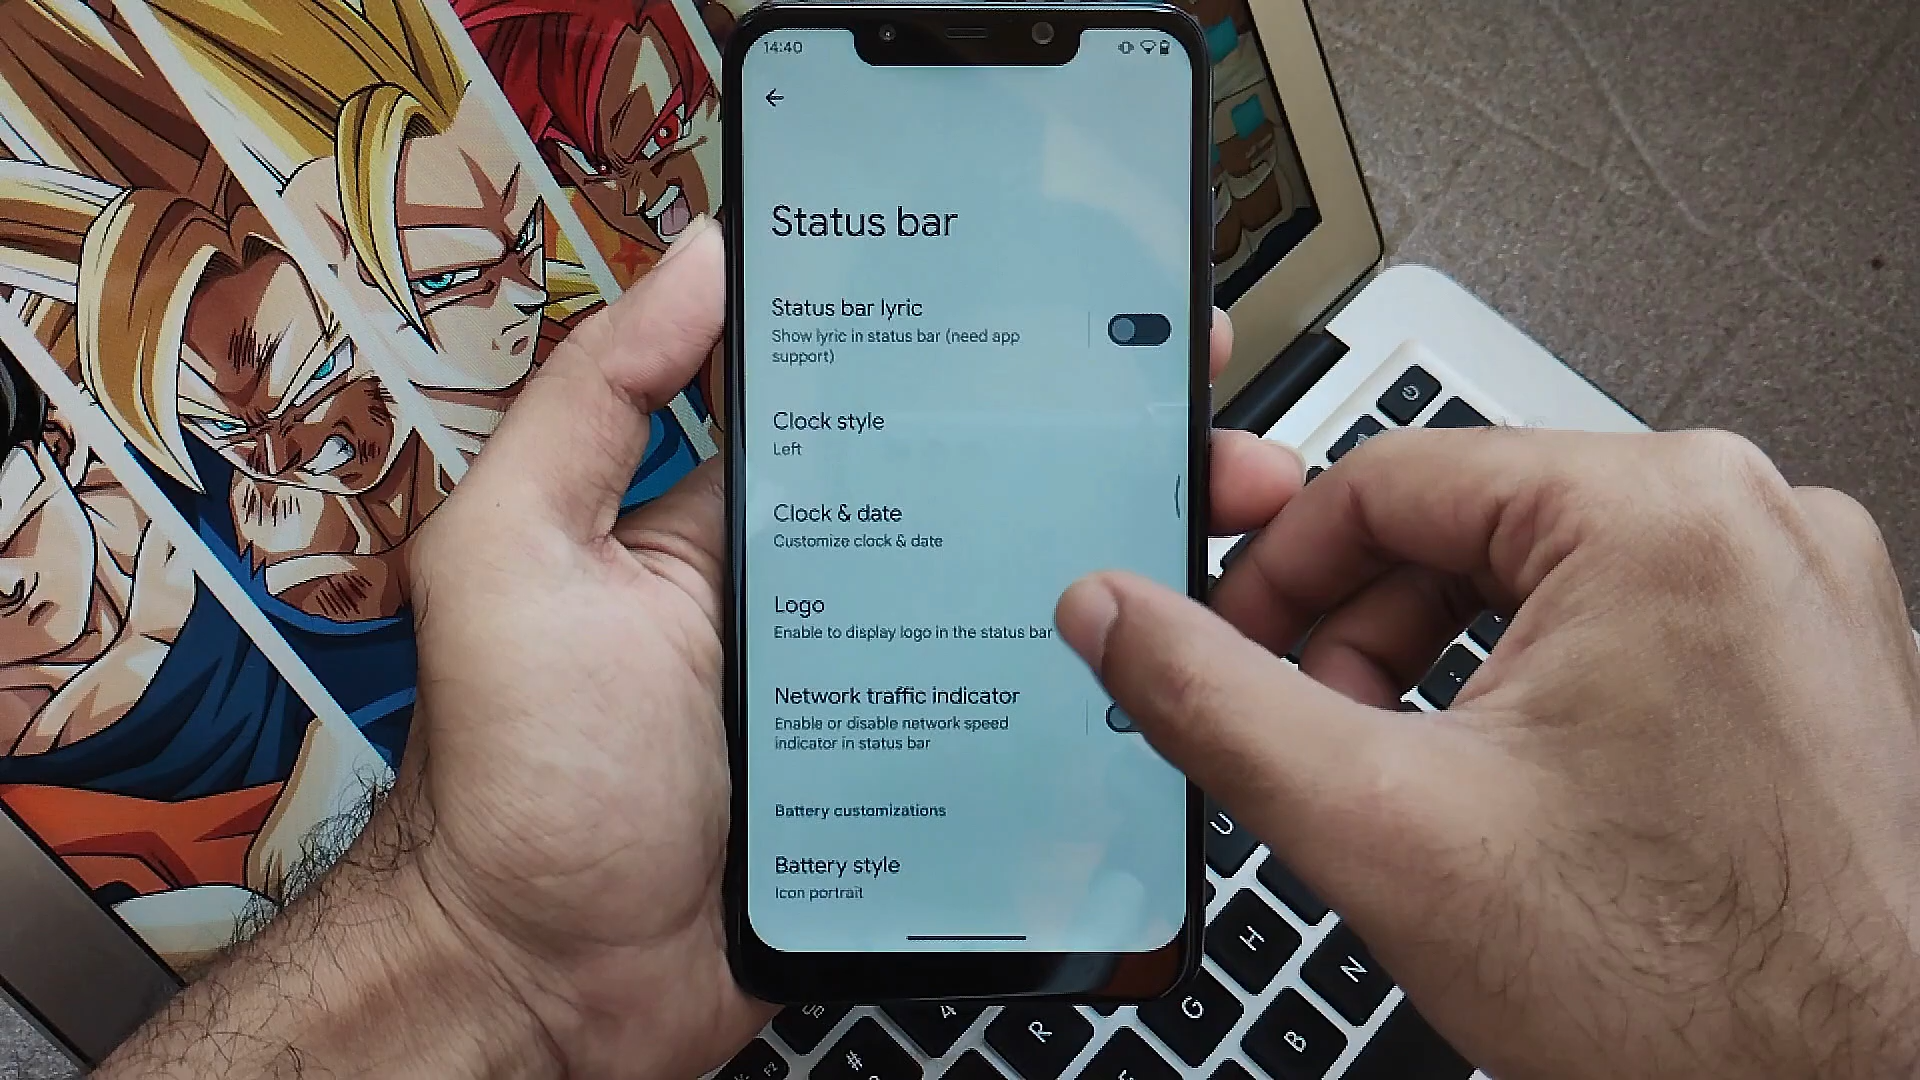 14:40
Status bar
Status bar lyric
Show lyric in status bar (need app
support)
Clock style
Left
Clock & date
Customize clock & date
Logo
Enable to display logo in the status bar
Network traffic indicator
Enable or disable network speed
indicator in status bar
Battery customizations
Battery style
Icon portrait
U
H
N
G
B
R
4
#
F2